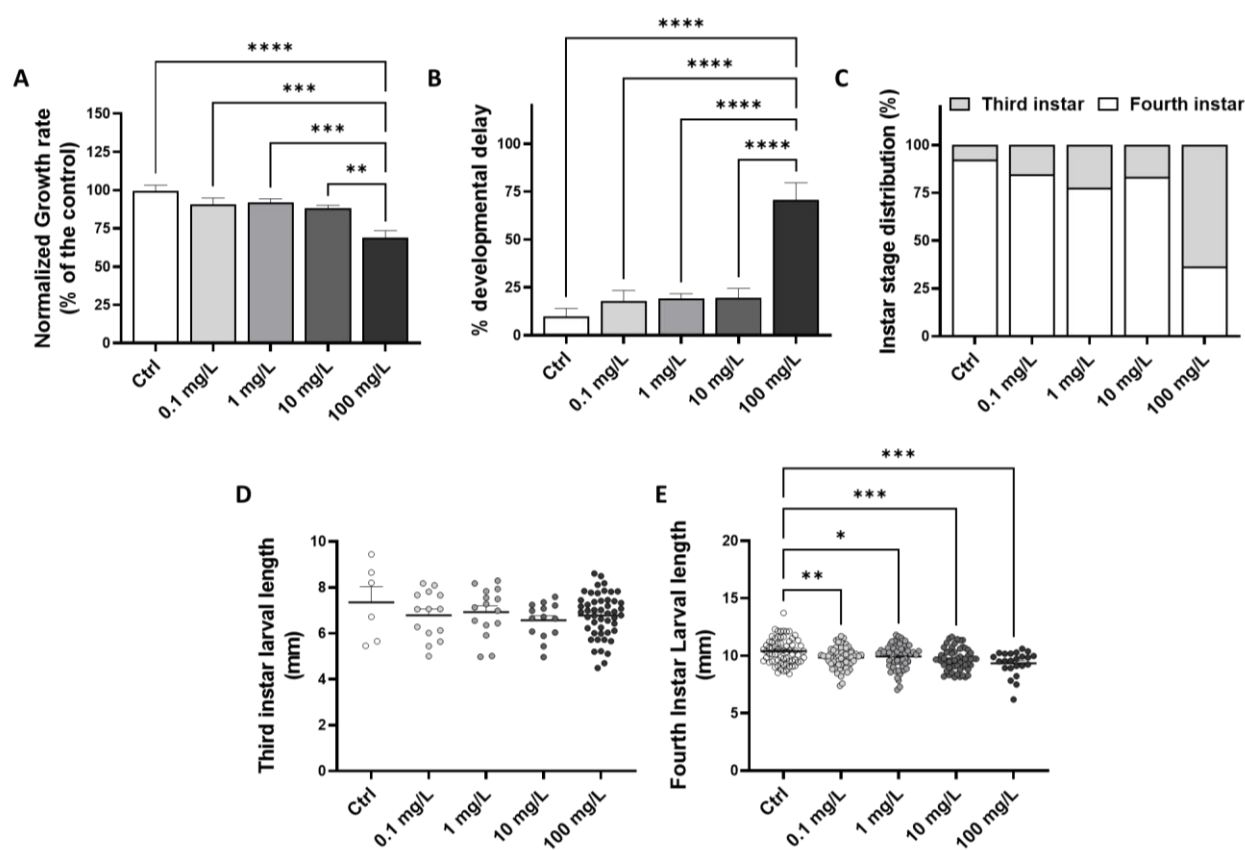 A
Normalized Growth rate
(% of the control)
150
125
100
75
50
25
0
****
***
***
**
Ctrl
0.1 mg/L
1 mg/L
10 mg/L
100 mg/L
B
% developmental delay
100
75
50
25
0
****
****
****
****
Ctrl
0.1 mg/L
1 mg/L
10 mg/L
100 mg/L
C
Instar stage distribution (%)
Third instar
Fourth instar
100
75
50
25
0
Ctrl
0.1 mg/L
1 mg/L
10 mg/L
100 mg/L
D
Third instar larval length
(mm)
10
8
6
4
2
0
Ctrl
0.1 mg/L
1 mg/L
10 mg/L
100 mg/L
E
Fourth Instar Larval length
(mm)
20
15
10
5
0
***
***
*
**
Ctrl
0.1 mg/L
1 mg/L
10 mg/L
100 mg/L